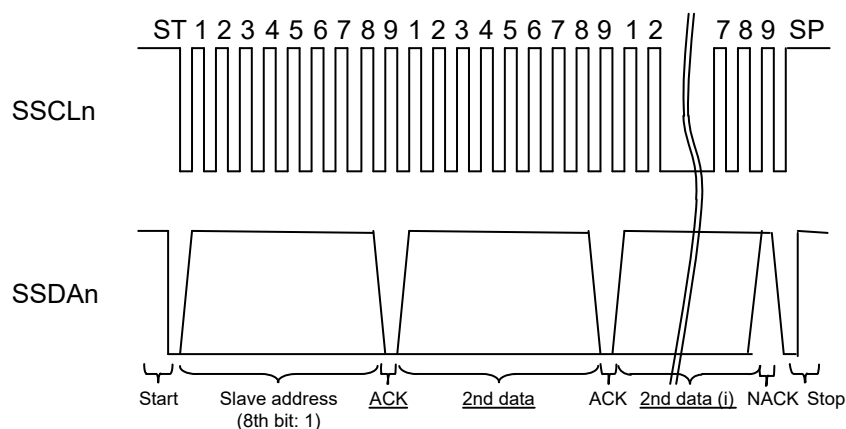 ST 1 2 3 4 5 6 7 8 9 1 2 3 4 5 6 7 8 9 1 2 7 8 9 SP
SSCLn
SSDAn
Start Slave address ACK 2nd data ACK 2nd data (i) NACK Stop
(8th bit: 1)